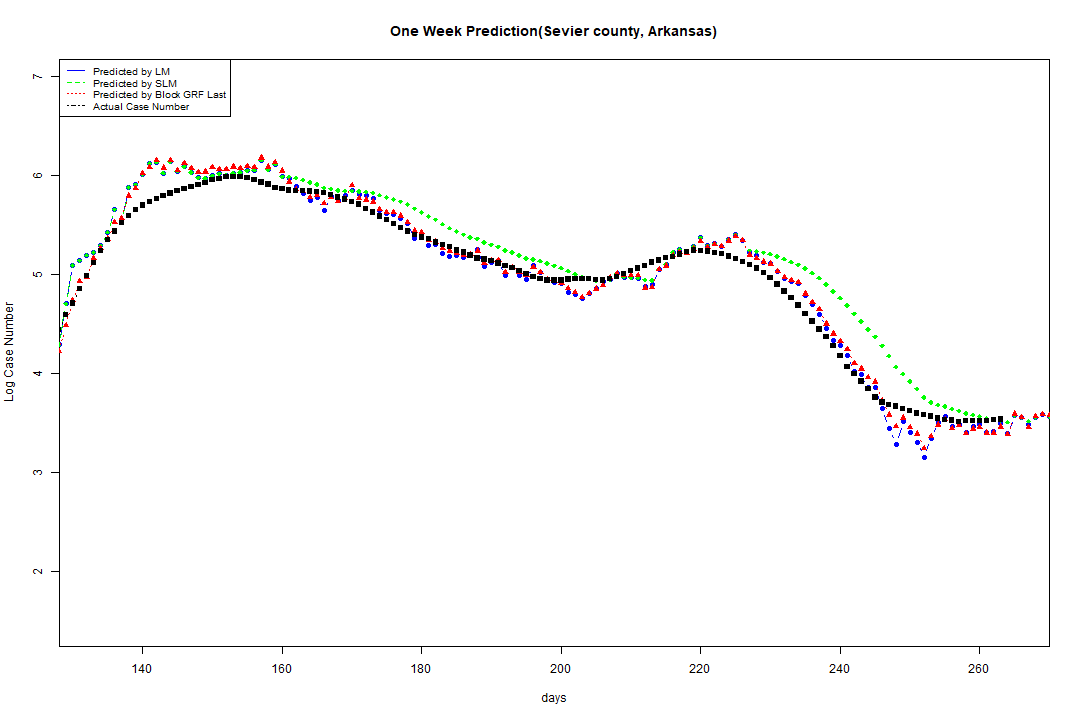 One Week Prediction(Sevier county, Arkansas)
Predicted by LM
Predicted by SLM
Predicted by Block GRF Last
Actual Case Number
7
6
5
4
3
2
Log Case Number
140 160 180 200 220 240 260
days